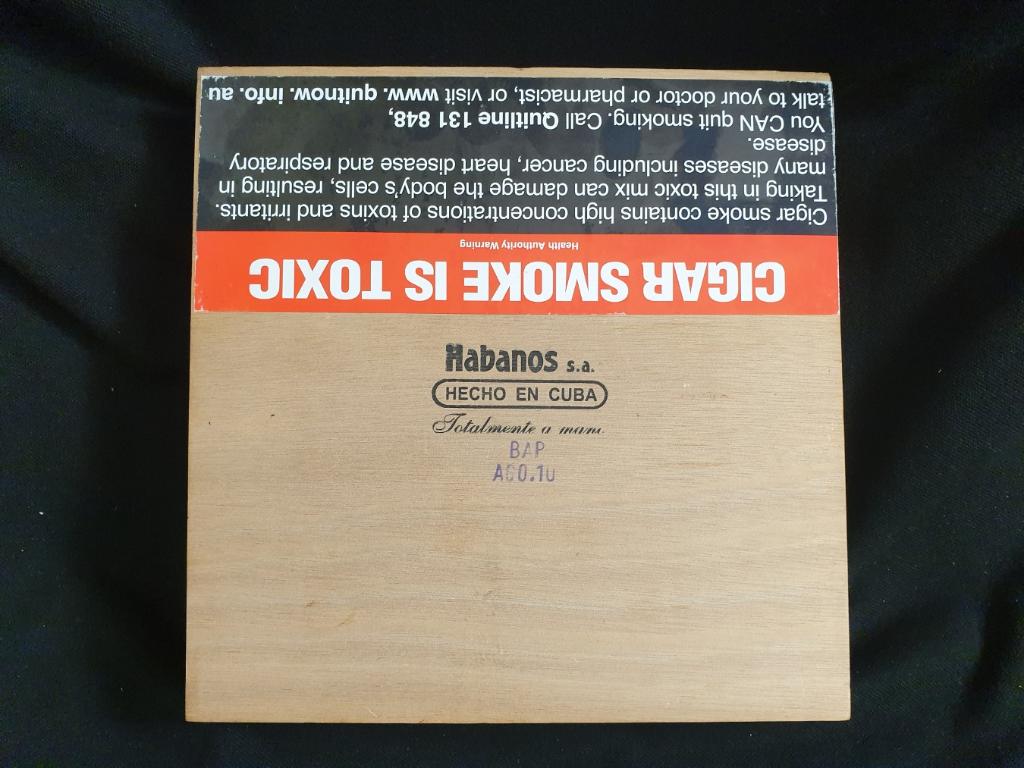 CIGAR SMOKE IS TOXIC
Health Authority Warning
Cigar smoke contains high concentrations of toxins and irritants.
Taking in this toxic mix can damage the body's cells, resulting in
many diseases including cancer, heart disease and respiratory
disease.
You CAN quit smoking. Call Quitline 131 848,
talk to your doctor or pharmacist, or visit www. quitnow. info. au
Habanos s.a.
HECHO EN CUBA
Totalmente a
BAP